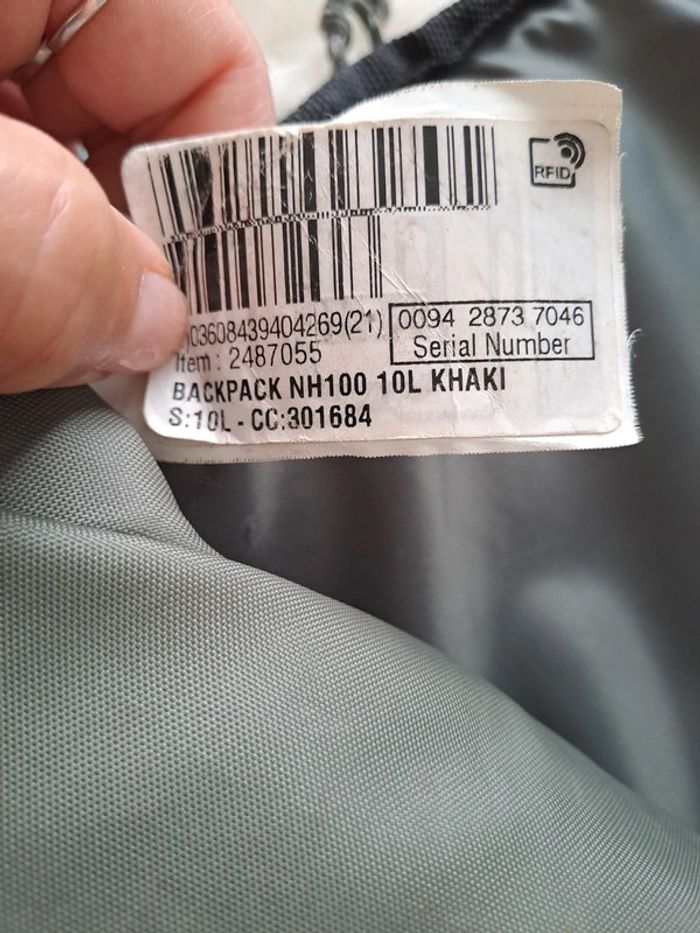 RFID
03608439404269(21)
0094 2873 7046
Serial Number
Item : 2487055
BACKPACK NH100 10L KHAKI
S:10L - CC:301684